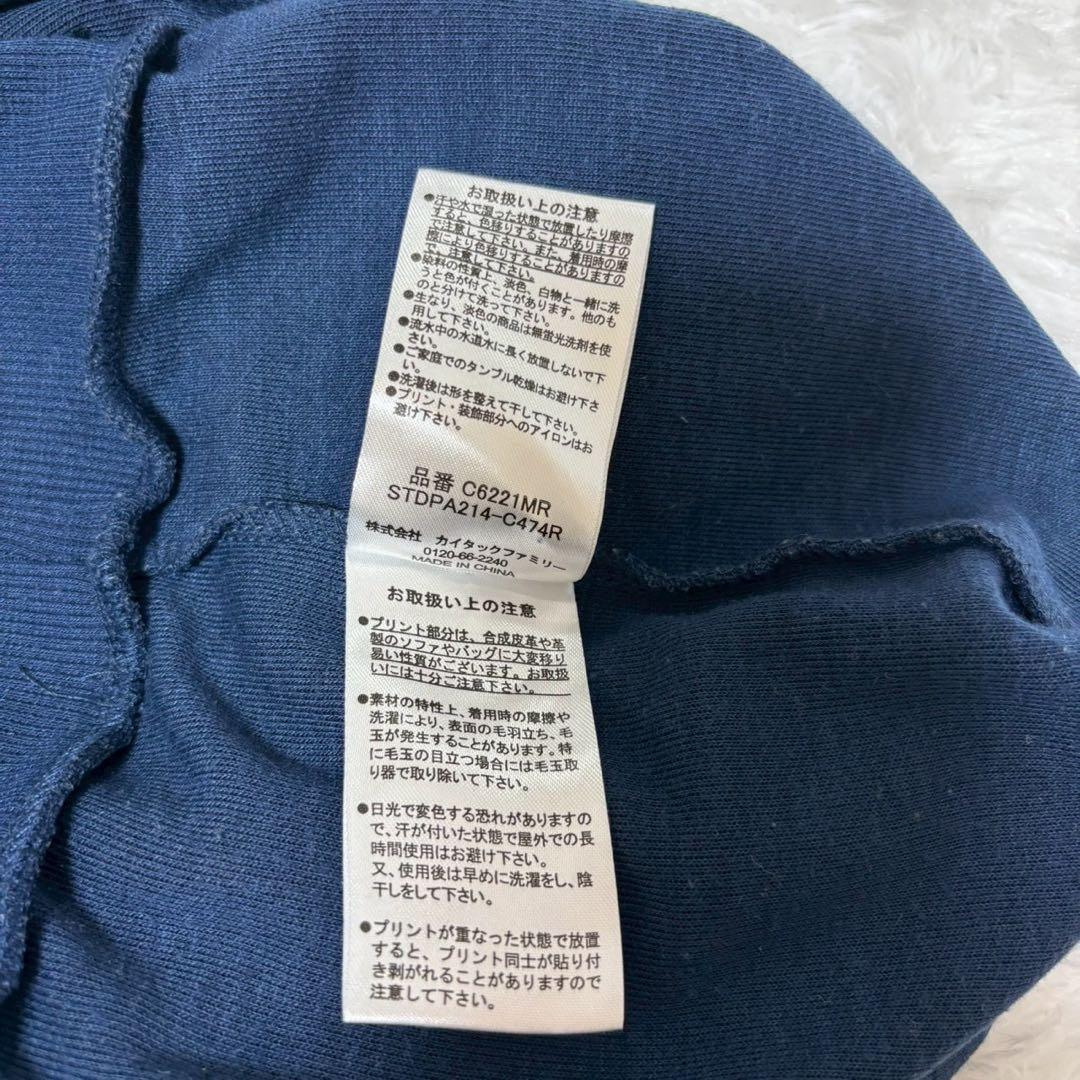 お取扱い上の注意
●汗や水で湿った状態で放置したり摩擦
すると、色移りすることがありますの
で注意して下さい。また、着用時の摩
擦により色移りすることがありますの
で、注意して下さい。
●染料の性質上、淡色、白物と一緒に洗
うと色が付くことがあります。他のも
のと分けて洗って下さい。
●生なり、淡色の商品は無蛍光洗剤を使
用して下さい。
●流水中の水道水に長く放置しないで下
さい。
●ご家庭でのタンブル乾燥はお避け下さ
い。
●洗濯後は形を整えて干して下さい。
●プリント・装飾部分へのアイロンはお
避け下さい。
品番 C6221MR
STDPA214-C474R
株式会社 カイタックファミリー
0120-66-2240
MADE IN CHINA
お取扱い上の注意
●プリント部分は、合成皮革や革
製のソファやバッグに大変移り
易い性質がございます。お取扱
いには十分ご注意下さい。
●素材の特性上、着用時の摩擦や
洗濯により、表面の毛羽立ち、毛
玉が発生することがあります。特
に毛玉の目立つ場合には毛玉取
り器で取り除いて下さい。
●日光で変色する恐れがありますの
で、汗が付いた状態で屋外での長
時間使用はお避け下さい。
又、使用後は早めに洗濯をし、陰
干しをして下さい。
●プリントが重なった状態で放置
すると、プリント同士が貼り付
き剥がれることがありますので
注意して下さい。